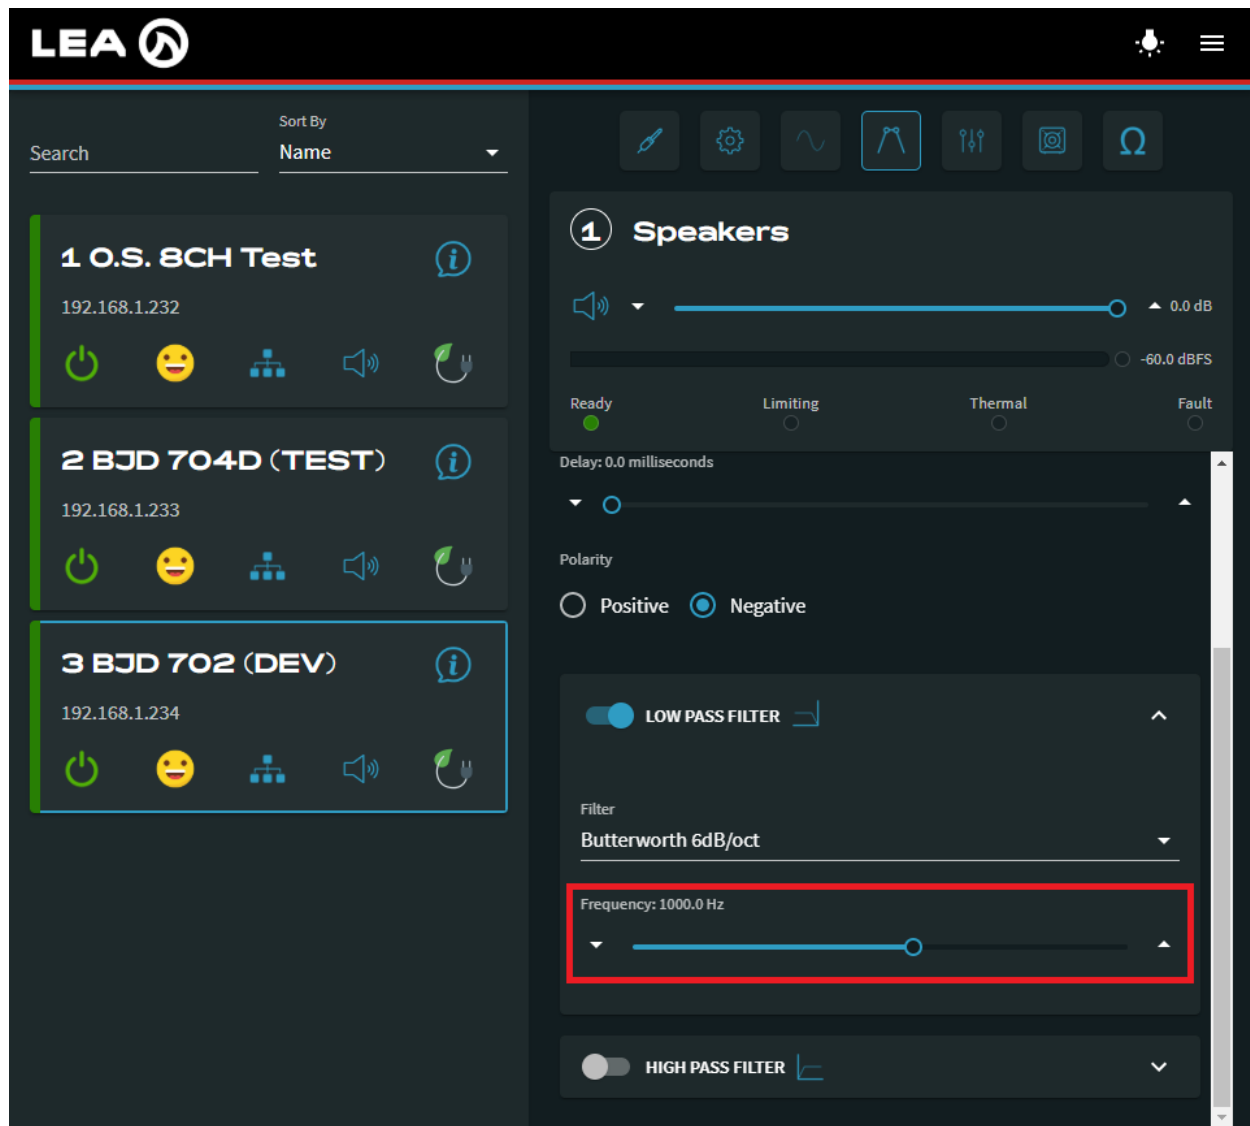 LEA
Search
Sort By
Name
1 O.S. 8CH Test
192.168.1.232
2 BJD 704D (TEST)
192.168.1.233
3 BJD 702 (DEV)
192.168.1.234
Ω
1 Speakers
0.0 dB
-60.0 dBFS
Ready Limiting Thermal Fault
Delay: 0.0 milliseconds
Polarity
Positive Negative
LOW PASS FILTER
Filter
Butterworth 6dB/oct
Frequency: 1000.0 Hz
HIGH PASS FILTER